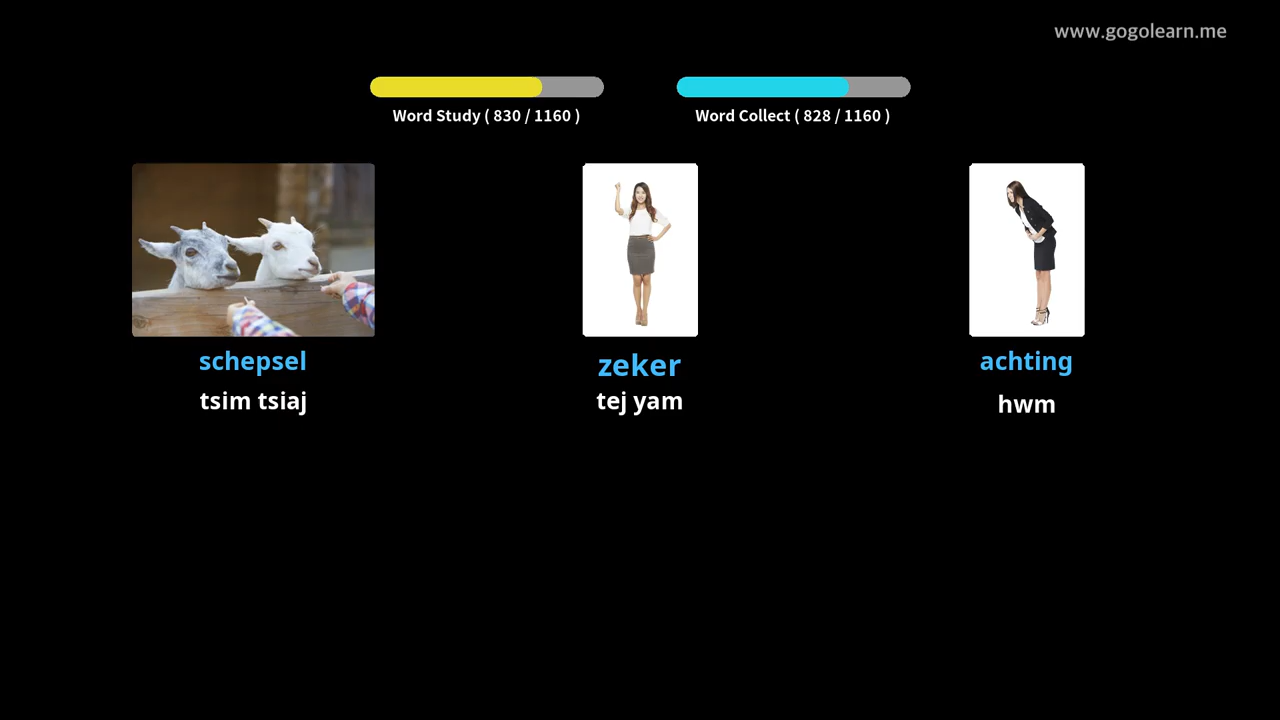 www.gogolearn.me
Word Study ( 830 / 1160 )
Word Collect ( 828 / 1160 )
schepsel
zeker
achting
tsim tsiaj
tej yam
hwm